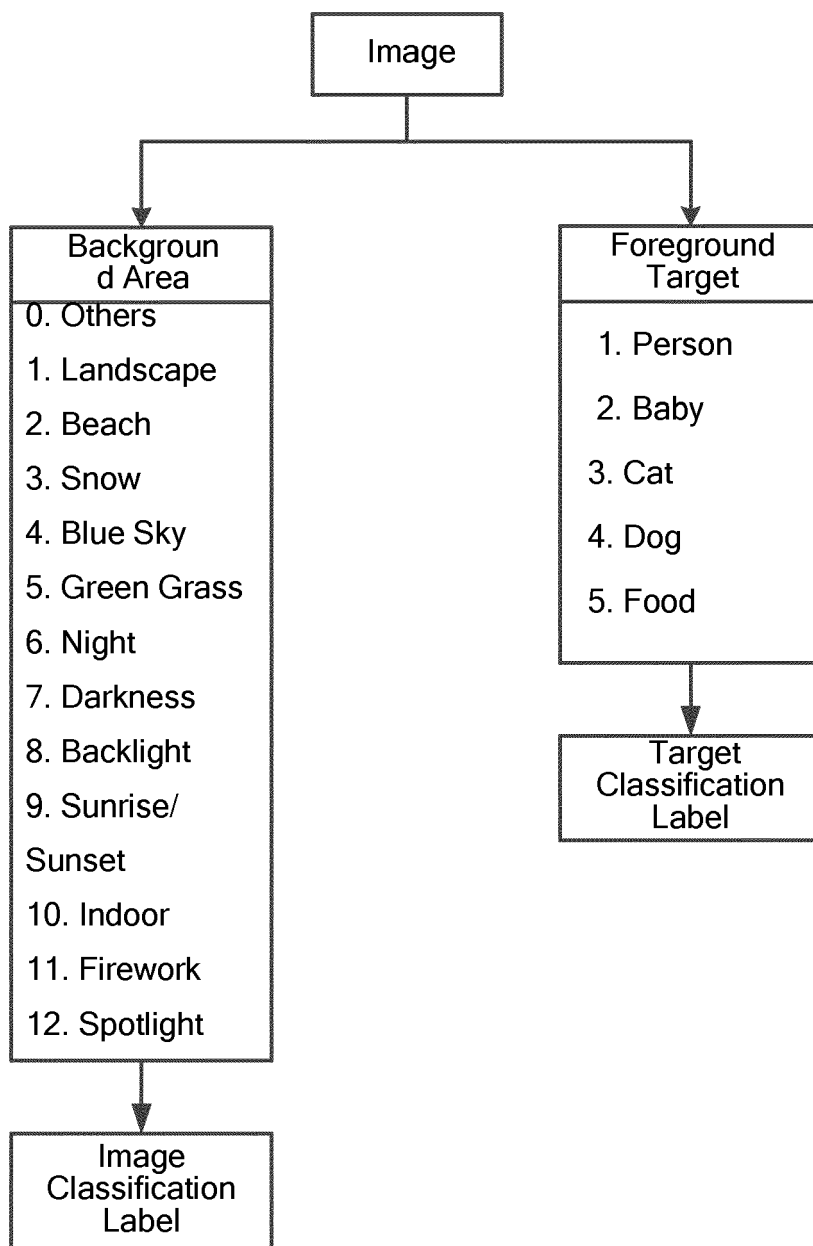 Image
Backgroun
d Area
0. Others
1. Landscape
2. Beach
3. Snow
4. Blue Sky
5. Green Grass
6. Night
7. Darkness
8. Backlight
9. Sunrise/
Sunset
10. Indoor
11. Firework
12. Spotlight
Image
Classification
Label
Foreground
Target
1. Person
2. Baby
3. Cat
4. Dog
5. Food
Target
Classification
Label